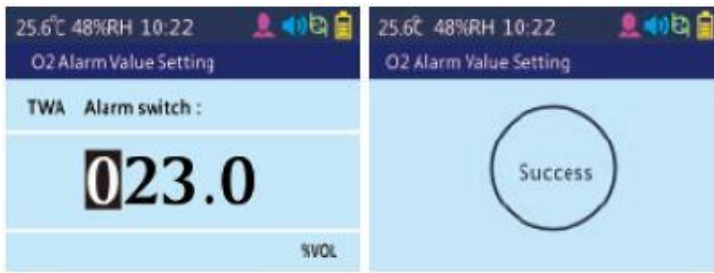 25.6℃ 48%RH 10:22
O2 Alarm Value Setting
TWA Alarm switch :
023.0
%VOL
25.6℃ 48%RH 10:22
O2 Alarm Value Setting
Success